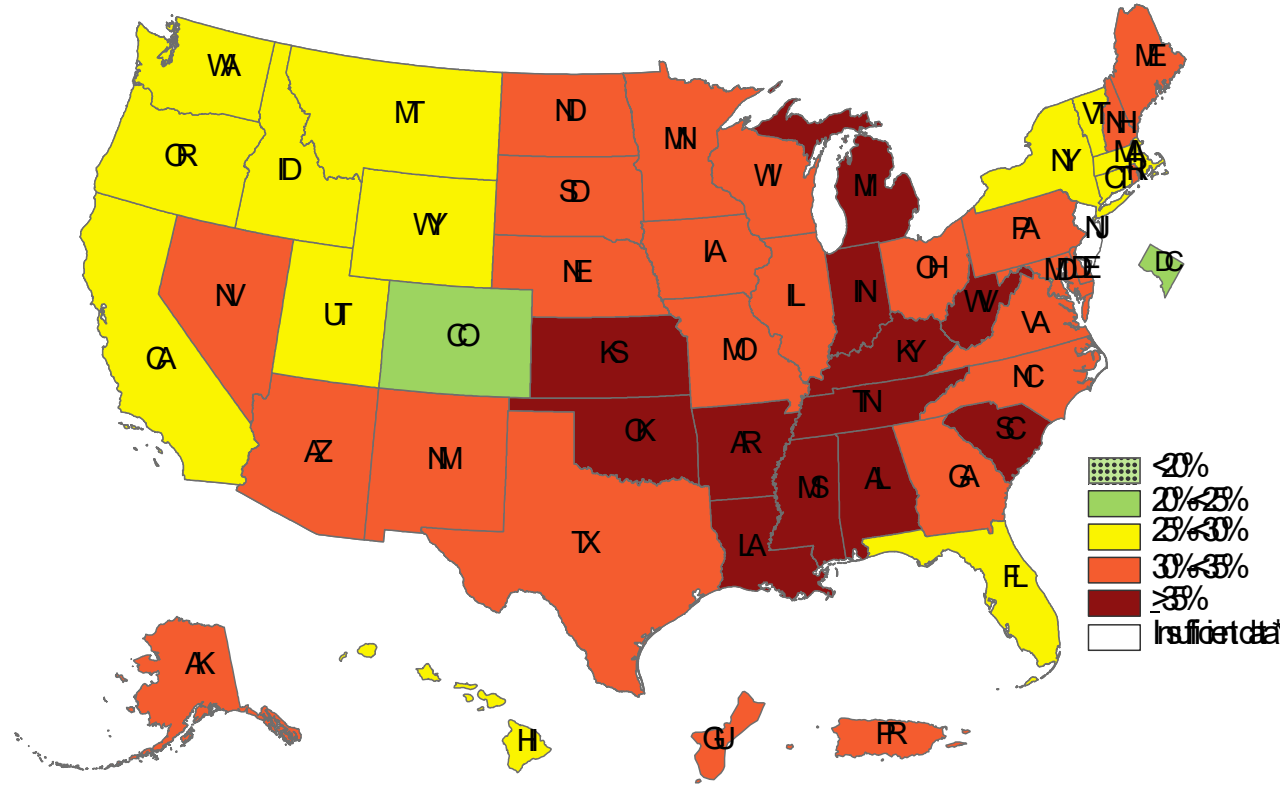 WA
MT
ND
MN
ME
VT
NH
OR
ID
WY
SD
WI
MI
NY
MA
RI
CT
NV
UT
CO
NE
IA
IL
IN
OH
PA
NJ
MD
DE
DC
WV
VA
CA
KS
MO
KY
NC
TN
AZ
NM
OK
AR
SC
MS
AL
GA
TX
LA
FL
AK
HI
GU
PR
<20%
20%-<25%
25%-<30%
30%-<35%
≥35%
Insufficient data*